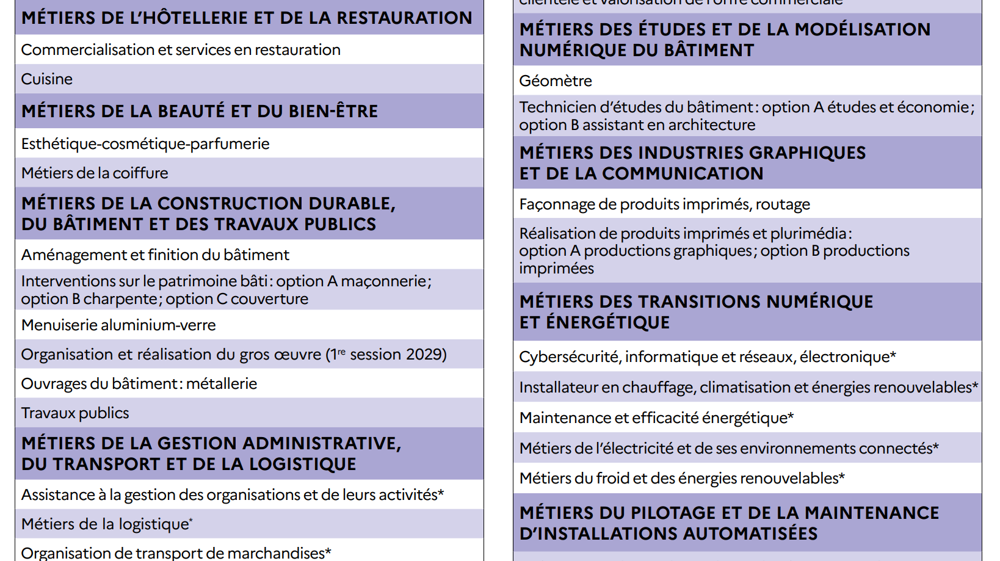 MÉTIERS DE L’HÔTELLERIE ET DE LA RESTAURATION
Commercialisation et services en restauration
Cuisine
MÉTIERS DE LA BEAUTÉ ET DU BIEN-ÊTRE
Esthétique-cosmétique-parfumerie
Métiers de la coiffure
MÉTIERS DE LA CONSTRUCTION DURABLE,
DU BÂTIMENT ET DES TRAVAUX PUBLICS
Aménagement et finition du bâtiment
Interventions sur le patrimoine bâti : option A maçonnerie ;
option B charpente ; option C couverture
Menuiserie aluminium-verre
Organisation et réalisation du gros œuvre (1re session 2029)
Ouvrages du bâtiment : métallerie
Travaux publics
MÉTIERS DE LA GESTION ADMINISTRATIVE,
DU TRANSPORT ET DE LA LOGISTIQUE
Assistance à la gestion des organisations et de leurs activités*
Métiers de la logistique*
Organisation de transport de marchandises*
clientèle et valorisation de l’offre commerciale
MÉTIERS DES ÉTUDES ET DE LA MODÉLISATION
NUMÉRIQUE DU BÂTIMENT
Géomètre
Technicien d’études du bâtiment : option A études et économie ;
option B assistant en architecture
MÉTIERS DES INDUSTRIES GRAPHIQUES
ET DE LA COMMUNICATION
Façonnage de produits imprimés, routage
Réalisation de produits imprimés et plurimédia :
option A productions graphiques ; option B productions
imprimées
MÉTIERS DES TRANSITIONS NUMÉRIQUE
ET ÉNERGÉTIQUE
Cybersécurité, informatique et réseaux, électronique*
Installateur en chauffage, climatisation et énergies renouvelables*
Maintenance et efficacité énergétique*
Métiers de l’électricité et de ses environnements connectés*
Métiers du froid et des énergies renouvelables*
MÉTIERS DU PILOTAGE ET DE LA MAINTENANCE
D’INSTALLATIONS AUTOMATISÉES